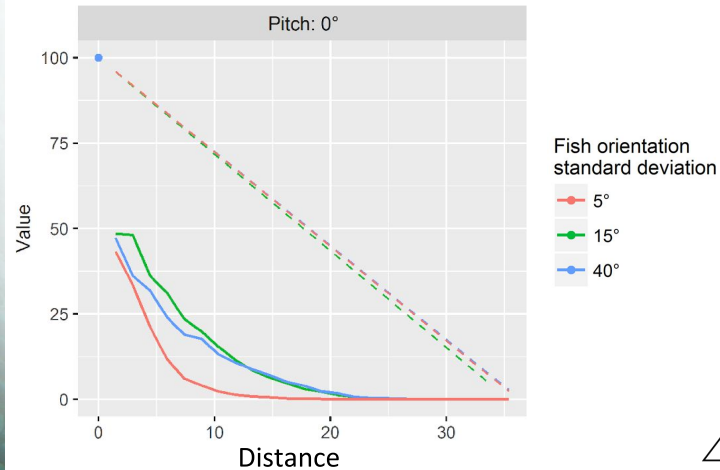 Pitch: 0°
100
75
50
25
0
Value
0 10 20 30
Distance
Fish orientation
standard deviation
5°
15°
40°